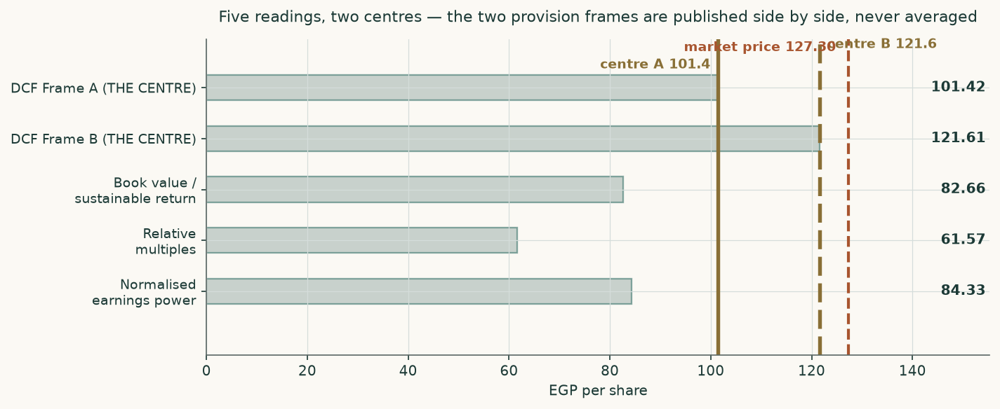 Five readings, two centres — the two provision frames are published side by side, never averaged
market price 127.30
centre B 121.6
centre A 101.4
DCF Frame A (THE CENTRE)
101.42
DCF Frame B (THE CENTRE)
121.61
Book value /
sustainable return
82.66
Relative
multiples
61.57
Normalised
earnings power
84.33
0 20 40 60 80 100 120 140
EGP per share